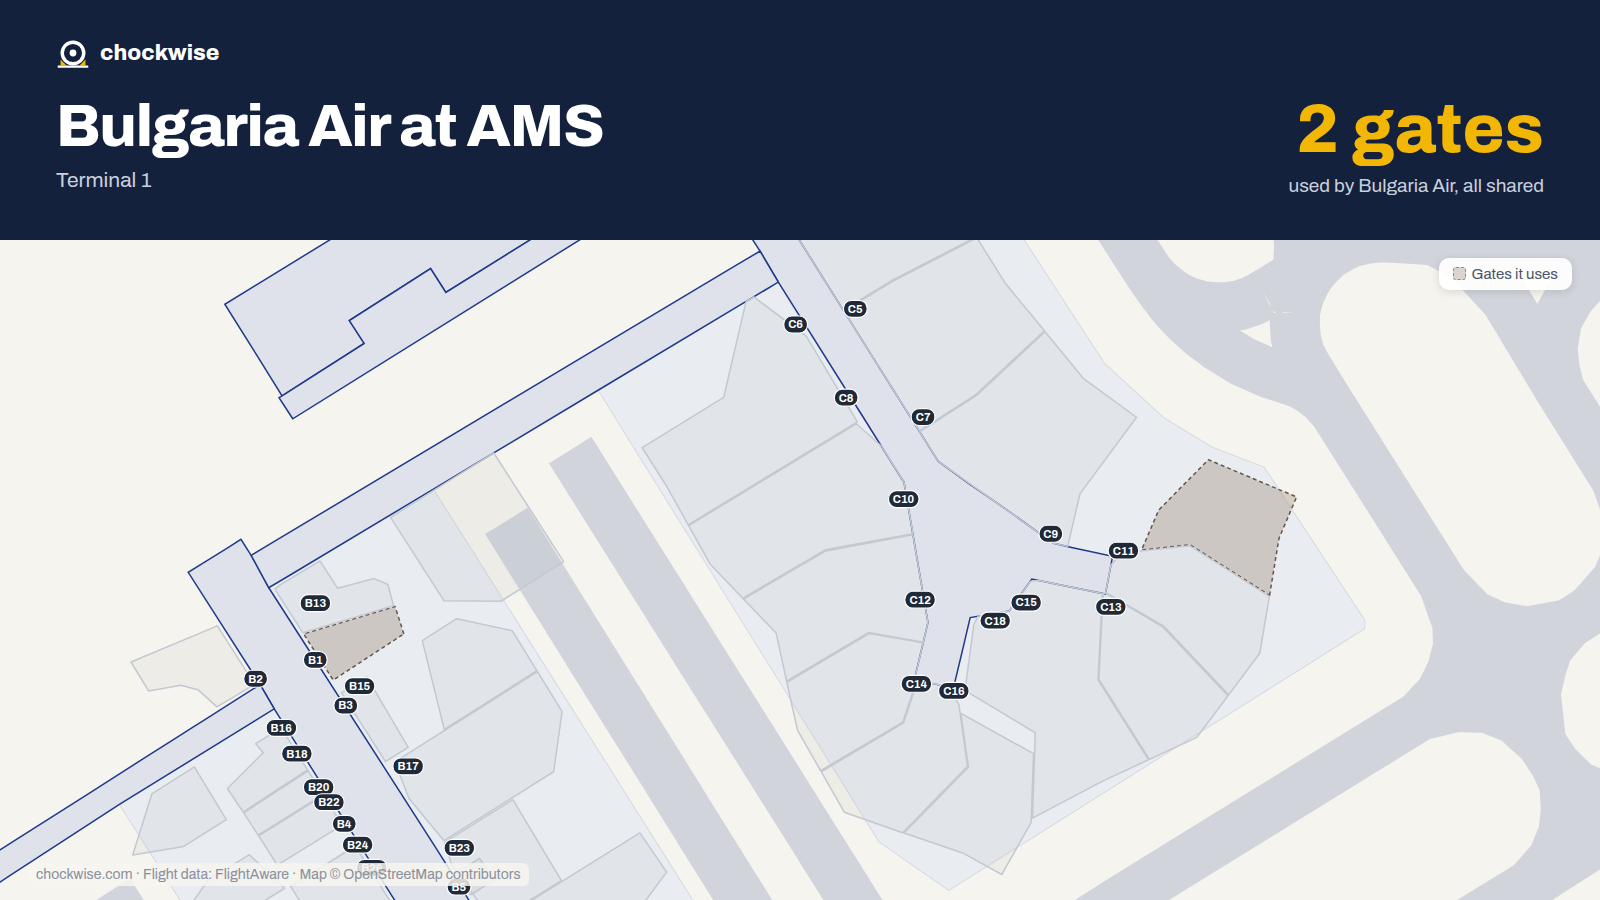 chockwise
Bulgaria Air at AMS
Terminal 1
2 gates
used by Bulgaria Air, all shared
Gates it uses
C5
C6
C8
C7
C10
C9
C11
C12
C15
C13
C18
C14
C16
B13
B1
B2
B15
B3
B16
B18
B17
B20
B22
B4
B24
B23
B5
chockwise.com · Flight data: FlightAware · Map © OpenStreetMap contributors